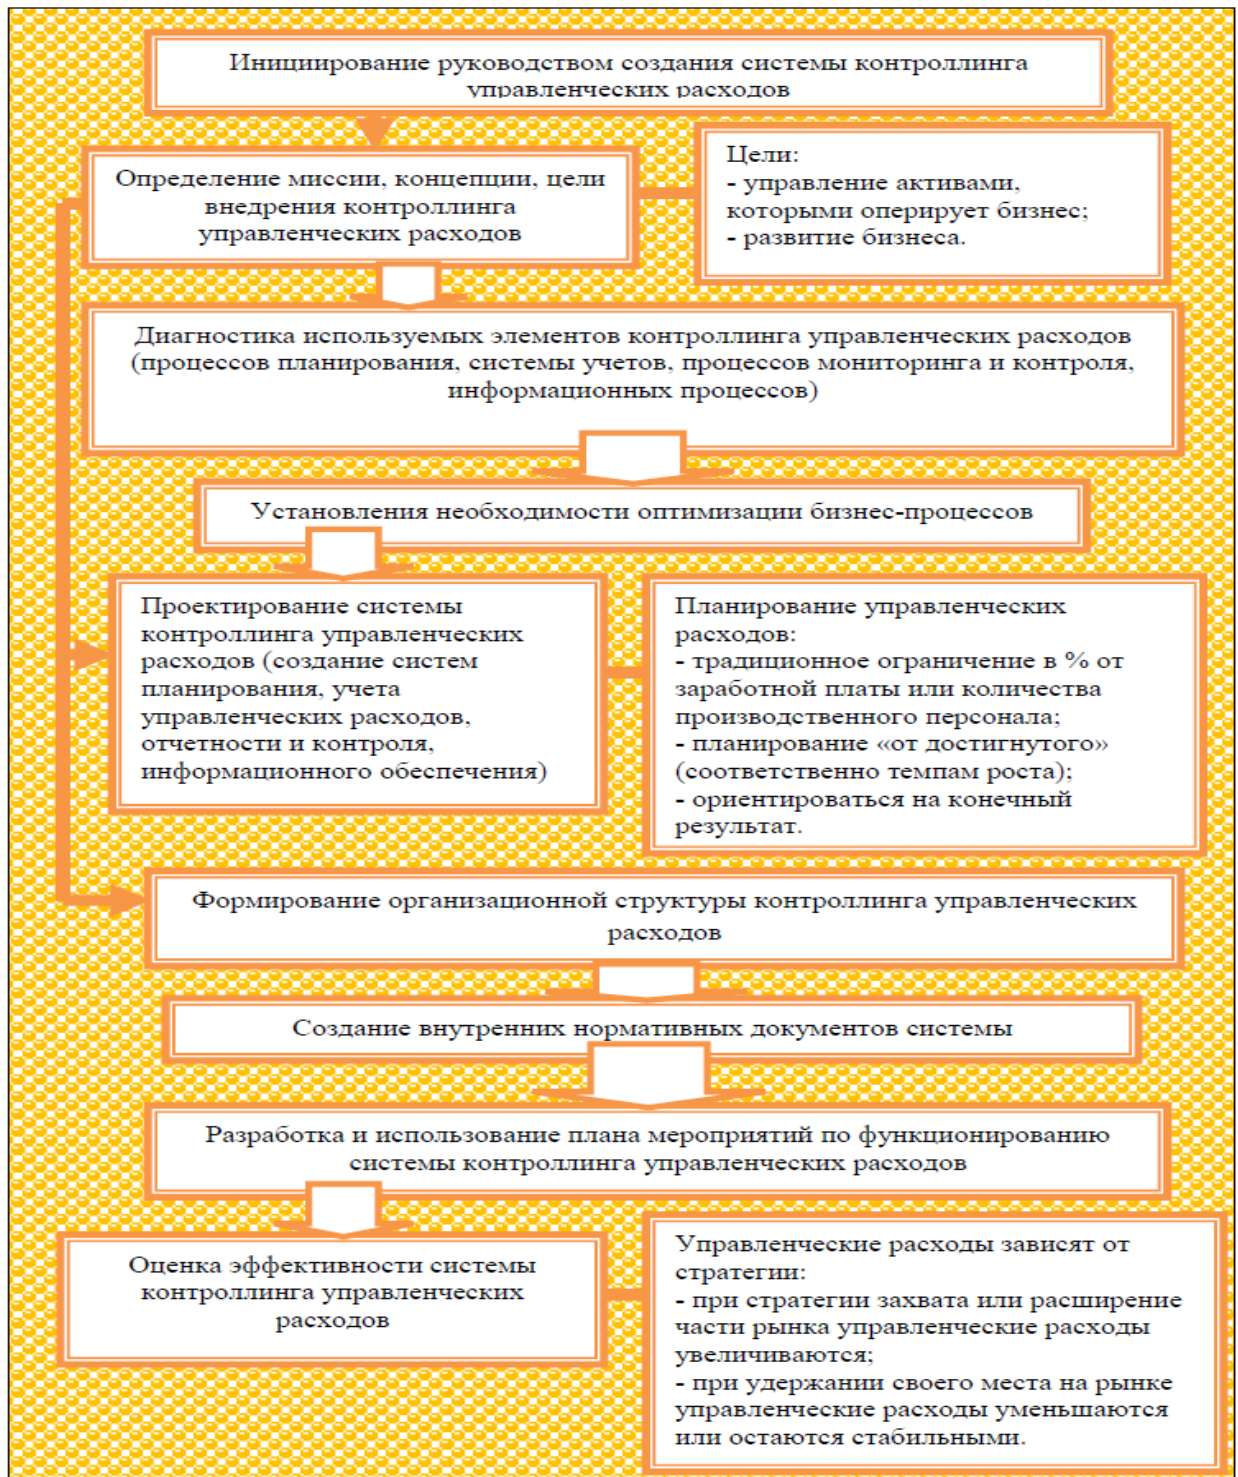 Инициирование руководством создания системы контроллинга
управленческих расходов
Определение миссии, концепции, цели
внедрения контроллинга
управленческих расходов
Цели:
- управление активами,
которыми оперирует бизнес;
- развитие бизнеса.
Диагностика используемых элементов контроллинга управленческих расходов
(процессов планирования, системы учетов, процессов мониторинга и контроля,
информационных процессов)
Установления необходимости оптимизации бизнес-процессов
Проектирование системы
контроллинга управленческих
расходов (создание систем
планирования, учета
управленческих расходов,
отчетности и контроля,
информационного обеспечения)
Планирование управленческих
расходов:
- традиционное ограничение в % от
заработной платы или количества
производственного персонала;
- планирование «от достигнутого»
(соответственно темпам роста);
- ориентироваться на конечный
результат.
Формирование организационной структуры контроллинга управленческих
расходов
Создание внутренних нормативных документов системы
Разработка и использование плана мероприятий по функционированию
системы контроллинга управленческих расходов
Оценка эффективности системы
контроллинга управленческих
расходов
Управленческие расходы зависят от
стратегии:
- при стратегии захвата или расширение
части рынка управленческие расходы
увеличиваются;
- при удержании своего места на рынке
управленческие расходы уменьшаются
или остаются стабильными.